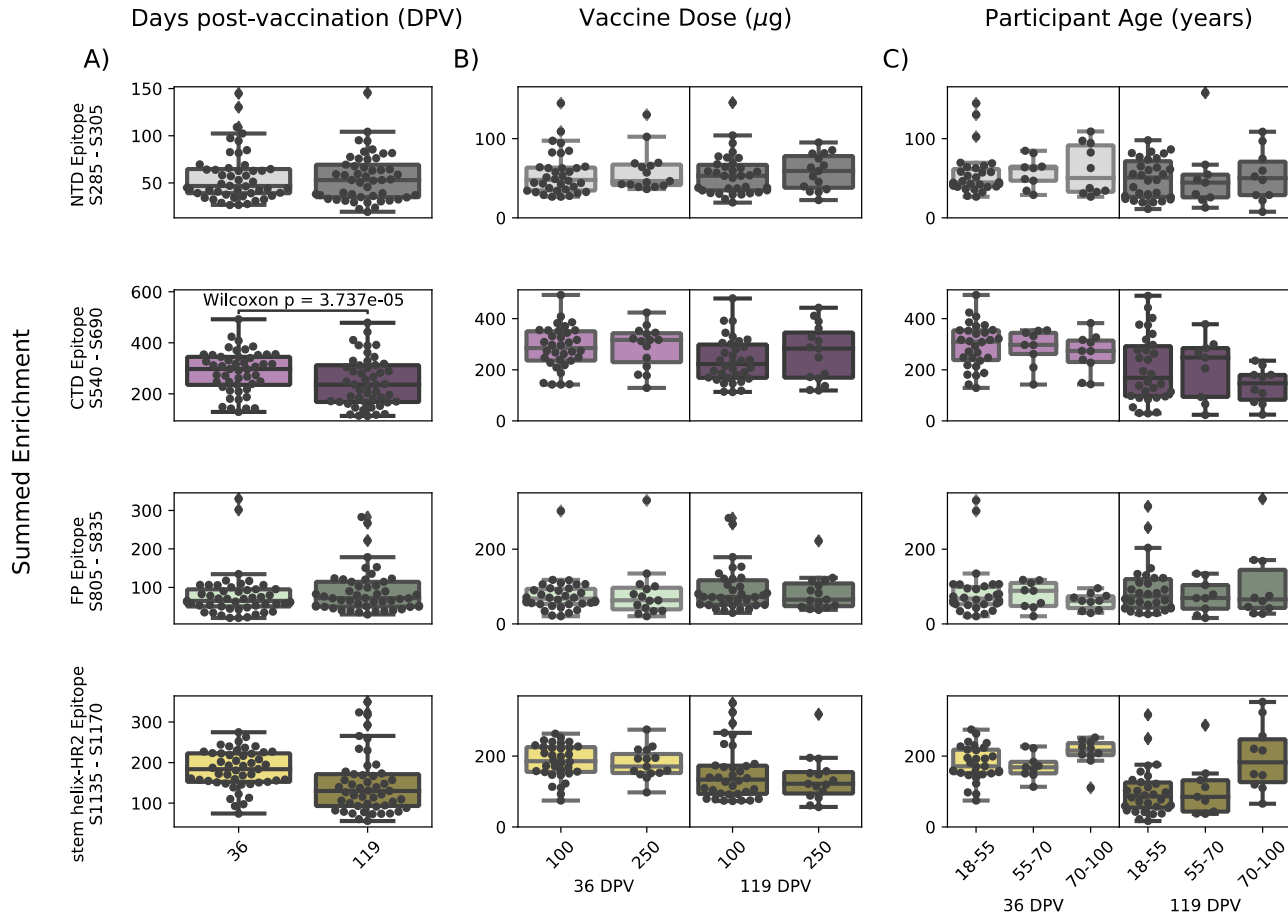 Days post-vaccination (DPV)
Vaccine Dose (μg)
Participant Age (years)
A)
B)
C)
Summed Enrichment
NTD Epitope
S285 - S305
150
100
50
100
0
100
0
CTD Epitope
S540 - S690
600
400
200
Wilcoxon p = 3.737e-05
400
200
0
400
200
0
FP Epitope
S805 - S835
300
200
100
200
0
200
0
stem helix-HR2 Epitope
S1135 - S1170
300
200
100
200
0
200
0
36
119
100
250
100
250
36 DPV
119 DPV
18-55
55-70
70-100
18-55
55-70
70-100
36 DPV
119 DPV